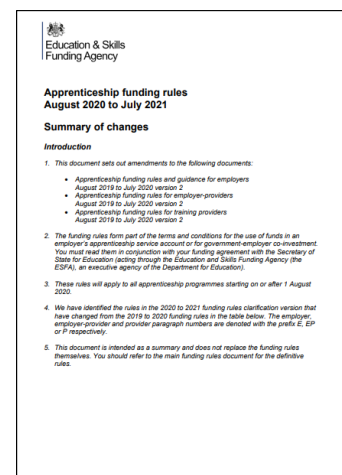 Education & Skills
Funding Agency
Apprenticeship funding rules
August 2020 to July 2021
Summary of changes
Introduction
1. This document sets out amendments to the following documents:
• Apprenticeship funding rules and guidance for employers
August 2019 to July 2020 version 2
• Apprenticeship funding rules for employer-providers
August 2019 to July 2020 version 2
• Apprenticeship funding rules for training providers
August 2019 to July 2020 version 2
2. The funding rules form part of the terms and conditions for the use of funds in an
employer's apprenticeship service account or for government-employer co-investment.
You must read them in conjunction with your funding agreement with the Secretary of
State for Education (acting through the Education and Skills Funding Agency (the
ESFA), an executive agency of the Department for Education).
3. These rules will apply to all apprenticeship programmes starting on or after 1 August
2020.
4. We have identified the rules in the 2020 to 2021 funding rules clarification version that
have changed from the 2019 to 2020 funding rules in the table below. The employer,
employer-provider and provider paragraph numbers are denoted with the prefix E, EP
or P respectively.
5. This document is intended as a summary and does not replace the funding rules
themselves. You should refer to the main funding rules document for the definitive
rules.